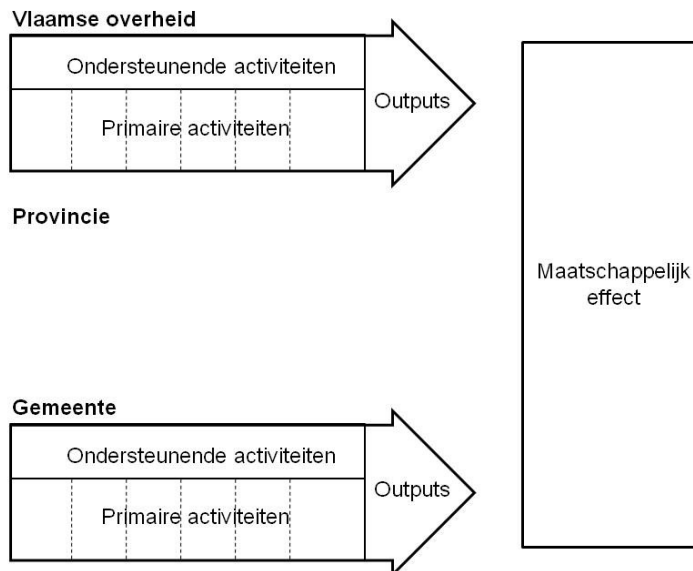 Vlaamse overheid
Ondersteunende activiteiten
Primaire activiteiten
Outputs
Provincie
Maatschappelijk
effect
Gemeente
Ondersteunende activiteiten
Primaire activiteiten
Outputs